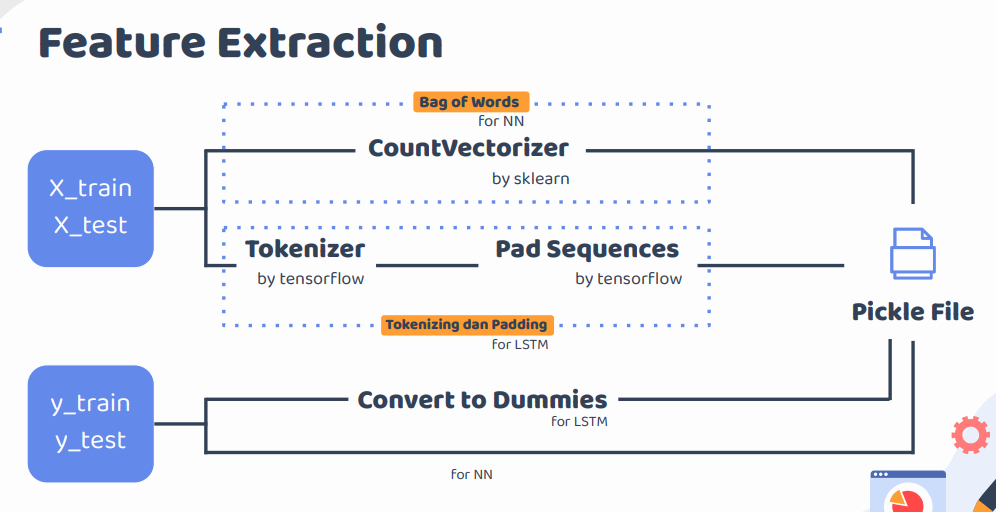 Feature Extraction
Bag of Words
for NN
CountVectorizer
by sklearn
X_train
X_test
Tokenizer
by tensorflow
Pad Sequences
by tensorflow
Tokenizing dan Padding
for LSTM
Pickle File
y_train
y_test
Convert to Dummies
for LSTM
for NN